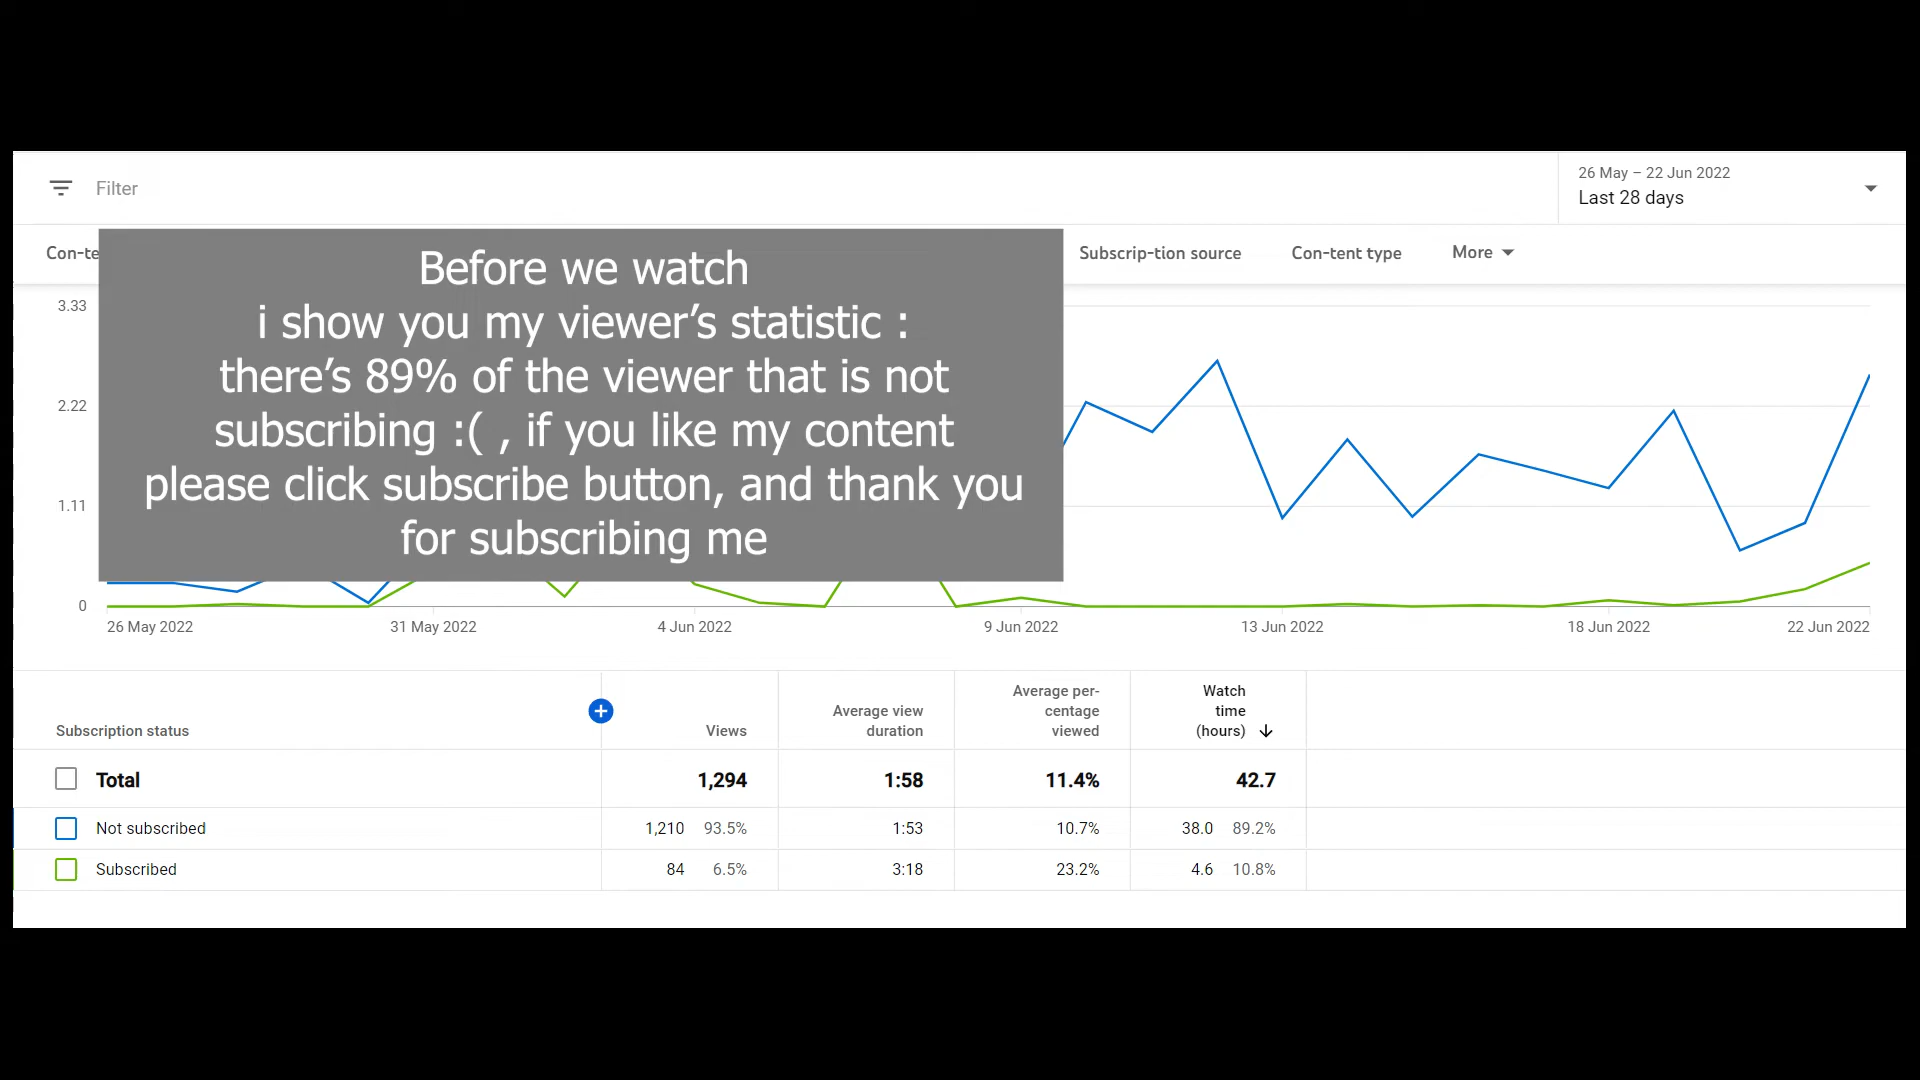 Filter
26 May – 22 Jun 2022
Last 28 days
Con-te
Subscrip-tion source
Con-tent type
More
Before we watch
i show you my viewer’s statistic :
there’s 89% of the viewer that is not
subscribing :( , if you like my content
please click subscribe button, and thank you
for subscribing me
3.33
2.22
1.11
0
26 May 2022
31 May 2022
4 Jun 2022
9 Jun 2022
13 Jun 2022
18 Jun 2022
22 Jun 2022
Subscription status
Views
Average view
duration
Average per-
centage
viewed
Watch
time
(hours)
Total 1,294 1:58 11.4% 42.7
Not subscribed 1,210 93.5% 1:53 10.7% 38.0 89.2%
Subscribed 84 6.5% 3:18 23.2% 4.6 10.8%